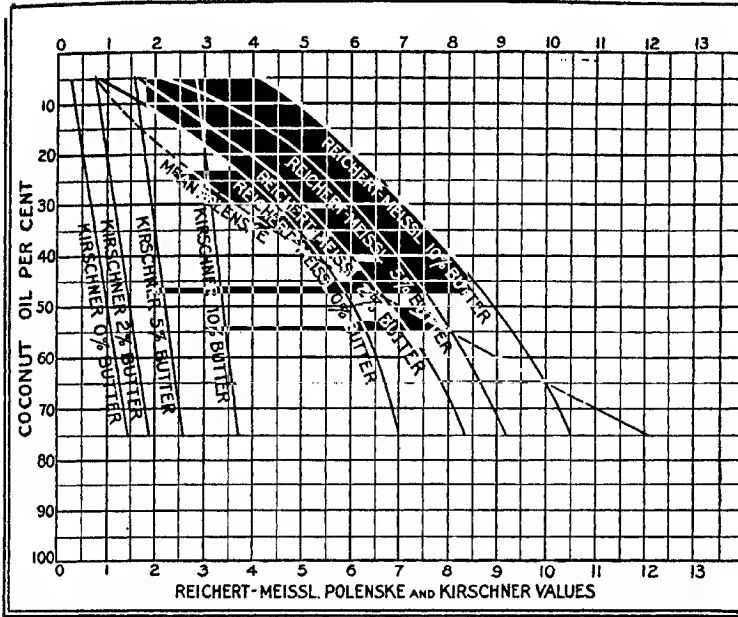 0 1 2 3 4 5 6 7 8 9 10 11 12 13
10
20
30
40
50
60
70
80
90
100
COCONUT OIL PER CENT
KIRSCHNER 0% BUTTER
KIRSCHNER 2% BUTTER
KIRSCHNER 5% BUTTER
KIRSCHNER 10% BUTTER
MEAN POLENSKE
REICHERT-MEISSL 0% BUTTER
REICHERT-MEISSL 2% BUTTER
REICHERT-MEISSL 5% BUTTER
REICHERT-MEISSL 10% BUTTER
0 1 2 3 4 5 6 7 8 9 10 11 12 13
REICHERT-MEISSL. POLENSKE AND KIRSCHNER VALUES